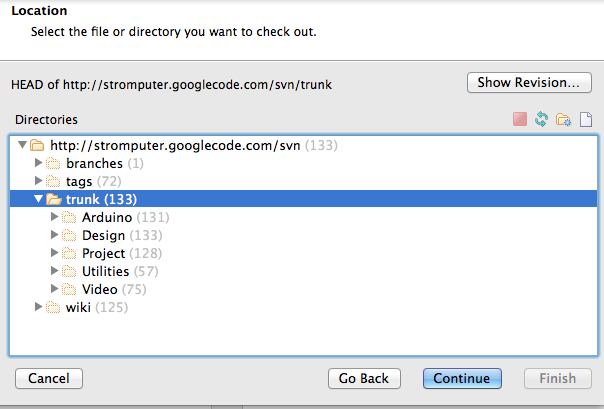 Location
Select the file or directory you want to check out.
HEAD of http://stromputer.googlecode.com/svn/trunk
Show Revision...
Directories
http://stromputer.googlecode.com/svn (133)
branches (1)
tags (72)
trunk (133)
Arduino (131)
Design (133)
Project (128)
Utilities (57)
Video (75)
wiki (125)
Cancel
Go Back
Continue
Finish